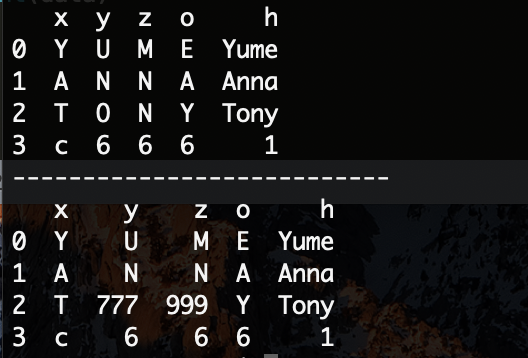 x y z o h
0 Y U M E Yume
1 A N N A Anna
2 T O N Y Tony
3 c 6 6 6 1
---------------------------
x y z o h
0 Y U M E Yume
1 A N N A Anna
2 T 777 999 Y Tony
3 c 6 6 6 1